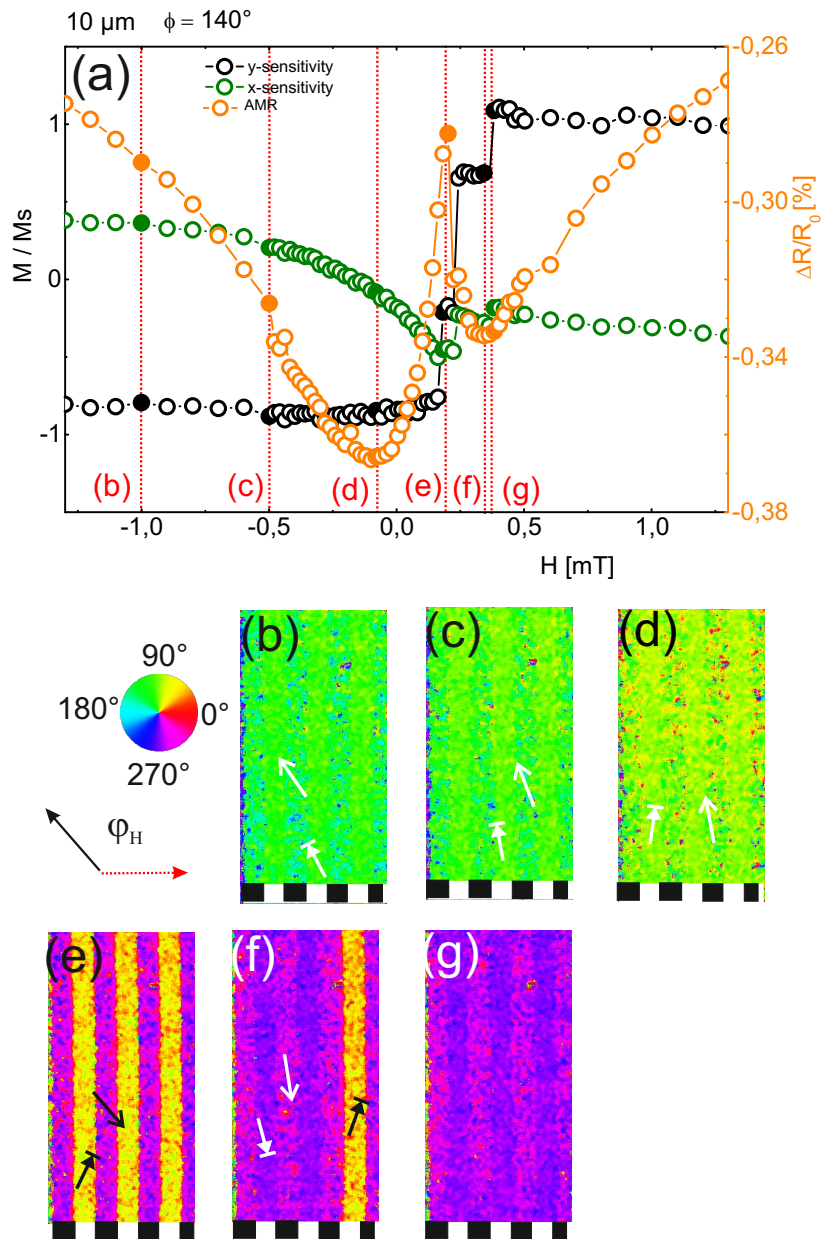 10 µm ϕ = 140°
(a)
y-sensitivity
x-sensitivity
AMR
M / Ms
1
0
-1
-0,26
-0,30
-0,33
-0,38
ΔR/R₀ [%]
(b) (c) (d) (e) (f) (g)
-1,0 -0,5 0,0 0,5 1,0
H [mT]
(b) (c) (d)
90°
180° 0°
270°
φH
(e) (f) (g)